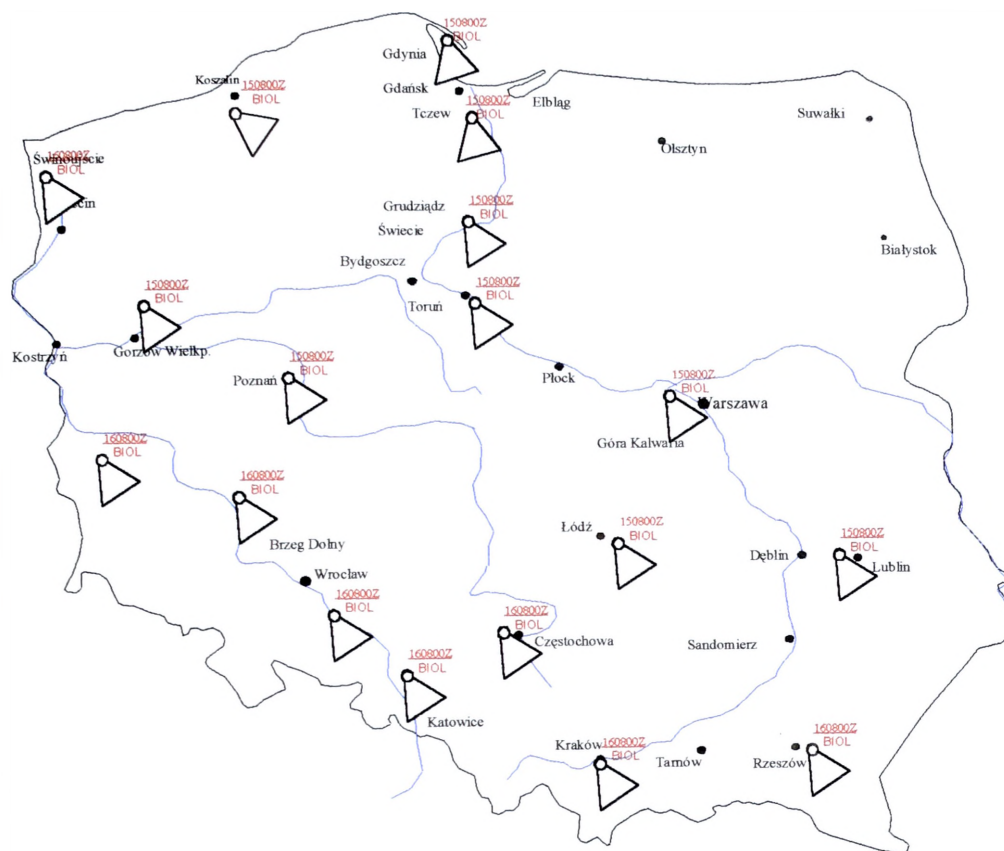 150800Z
BIOL
Gdynia
Koszalin
150800Z
BIOL
Gdańsk
Elbląg
150800Z
BIOL
Tczew
Suwałki
Olsztyn
160800Z
Świnoujście
BIOL
cin
Grudziądz
150800Z
BIOL
Świecie
Białystok
Bydgoszcz
150800Z
BIOL
Toruń
150800Z
BIOL
Kostrzyń
Gorzów Wielkp.
150800Z
BIOL
Poznań
Płock
150800Z
BIOL
Warszawa
Góra Kalwaria
160800Z
BIOL
160800Z
BIOL
Brzeg Dolny
Łódź
150800Z
BIOL
Dęblin
150800Z
BIOL
Lublin
Wrocław
160800Z
BIOL
160800Z
BIOL
Częstochowa
Sandomierz
160800Z
BIOL
Katowice
Kraków
160800Z
BIOL
Tarnów
Rzeszów
160800Z
BIOL